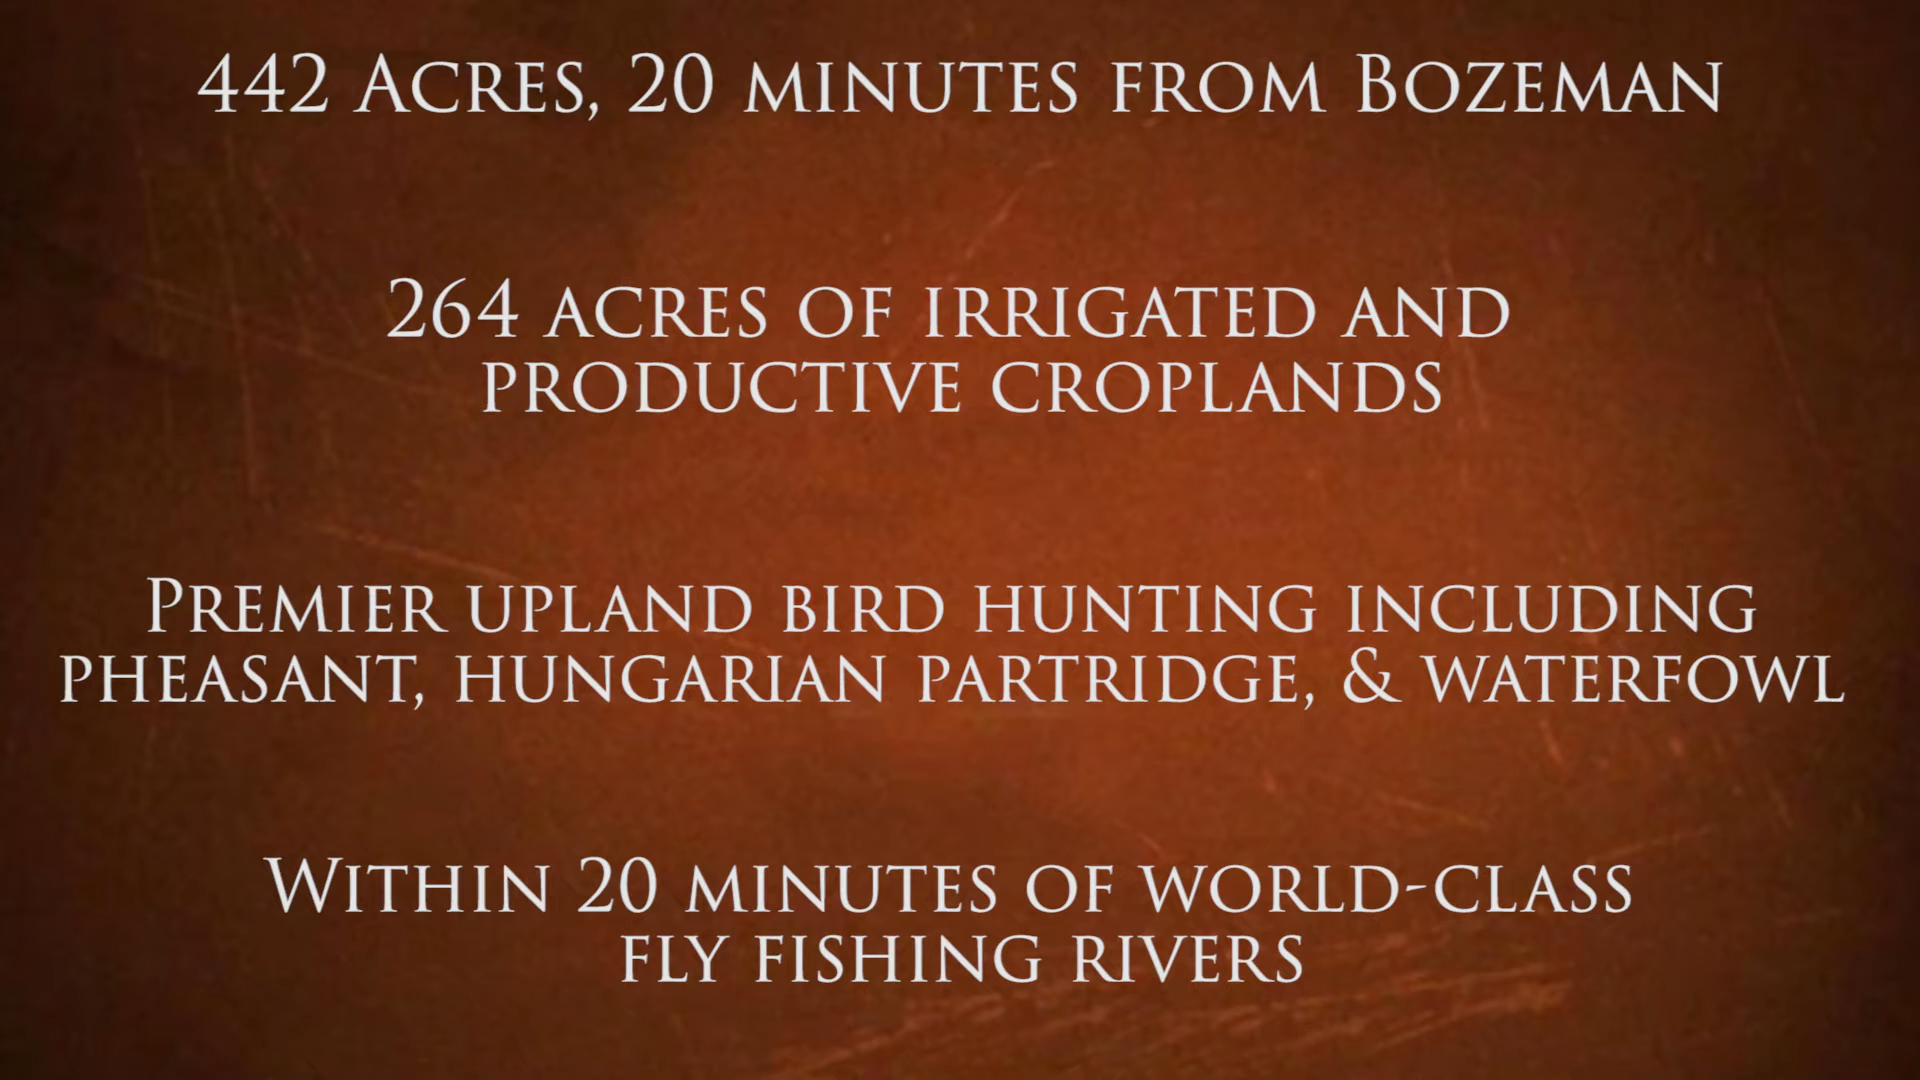 442 Acres, 20 minutes from Bozeman
264 acres of irrigated and
productive croplands
Premier upland bird hunting including
pheasant, hungarian partridge, & waterfowl
Within 20 minutes of world-class
fly fishing rivers